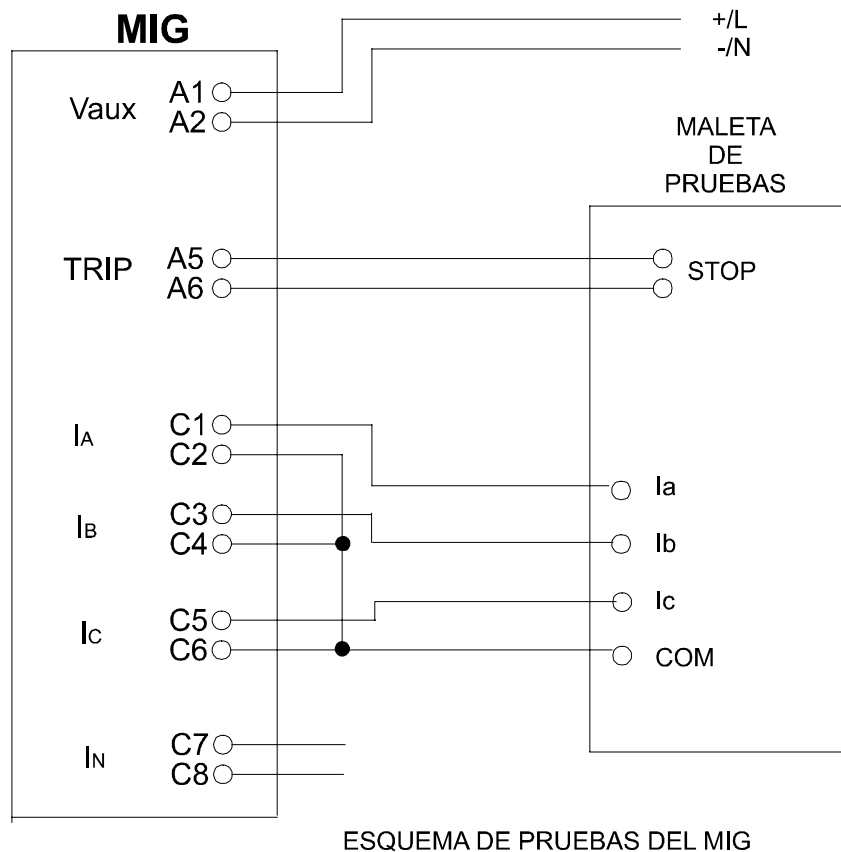 MIG
+/L
-/N
Vaux
A1
A2
MALETA
DE
PRUEBAS
TRIP
A5
A6
STOP
IA
C1
C2
Ia
IB
C3
C4
Ib
IC
C5
C6
Ic
COM
IN
C7
C8
ESQUEMA DE PRUEBAS DEL MIG